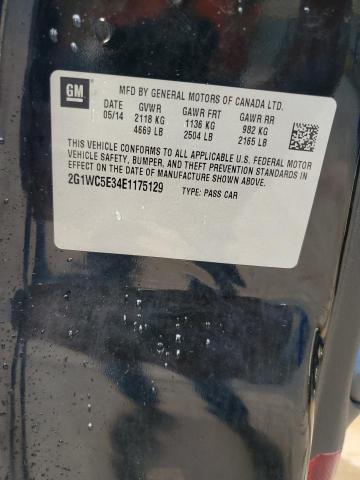 GM
MFD BY GENERAL MOTORS OF CANADA LTD.
DATE GVWR GAWR FRT GAWR RR
05/14 2118 KG 1136 KG 982 KG
4669 LB 2504 LB 2165 LB
THIS VEHICLE CONFORMS TO ALL APPLICABLE U.S. FEDERAL MOTOR
VEHICLE SAFETY, BUMPER, AND THEFT PREVENTION STANDARDS IN
EFFECT ON THE DATE OF MANUFACTURE SHOWN ABOVE.
2G1WC5E34E1175129 TYPE: PASS CAR